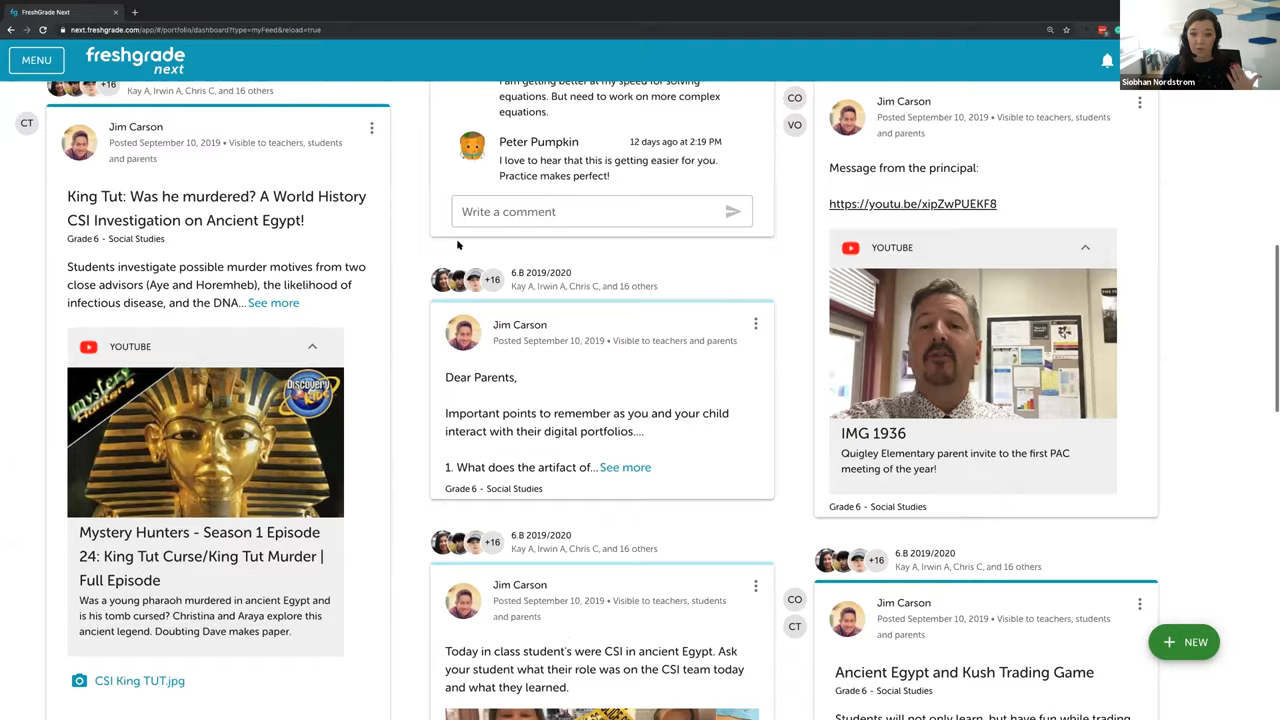 FreshGrade Next
next.freshgrade.com/app/#/portfolio/dashboard?type=myFeed&reload=true
MENU
freshgrade
next
Siobhan Nordstrom
+16
Kay A, Irwin A, Chris C, and 16 others
CT
Jim Carson
Posted September 10, 2019 • Visible to teachers, students
and parents
King Tut: Was he murdered? A World History
CSI Investigation on Ancient Egypt!
Grade 6 - Social Studies
Students investigate possible murder motives from two
close advisors (Aye and Horemheb), the likelihood of
infectious disease, and the DNA... See more
YOUTUBE
Mystery
Hunters
Discovery
Kids
Mystery Hunters - Season 1 Episode
24: King Tut Curse/King Tut Murder |
Full Episode
Was a young pharaoh murdered in ancient Egypt and
is his tomb cursed? Christina and Araya explore this
ancient legend. Doubting Dave makes paper.
CSI King TUT.jpg
I am getting better at my speed for solving
equations. But need to work on more complex
equations.
Peter Pumpkin
12 days ago at 2:19 PM
I love to hear that this is getting easier for you.
Practice makes perfect!
Write a comment
+16
6.B 2019/2020
Kay A, Irwin A, Chris C, and 16 others
Jim Carson
Posted September 10, 2019 • Visible to teachers and parents
Dear Parents,
Important points to remember as you and your child
interact with their digital portfolios....
1. What does the artifact of... See more
Grade 6 - Social Studies
+16
6.B 2019/2020
Kay A, Irwin A, Chris C, and 16 others
Jim Carson
Posted September 10, 2019 • Visible to teachers, students
and parents
Today in class student's were CSI in ancient Egypt. Ask
your student what their role was on the CSI team today
and what they learned.
CO
VO
Jim Carson
Posted September 10, 2019 • Visible to teachers, students
and parents
Message from the principal:
https://youtu.be/xipZwPUEKF8
YOUTUBE
IMG 1936
Quigley Elementary parent invite to the first PAC
meeting of the year!
Grade 6 - Social Studies
+16
6.B 2019/2020
Kay A, Irwin A, Chris C, and 16 others
CO
CT
Jim Carson
Posted September 10, 2019 • Visible to teachers, students
and parents
Ancient Egypt and Kush Trading Game
Grade 6 - Social Studies
Students will not only learn, but have fun while trading
+ NEW